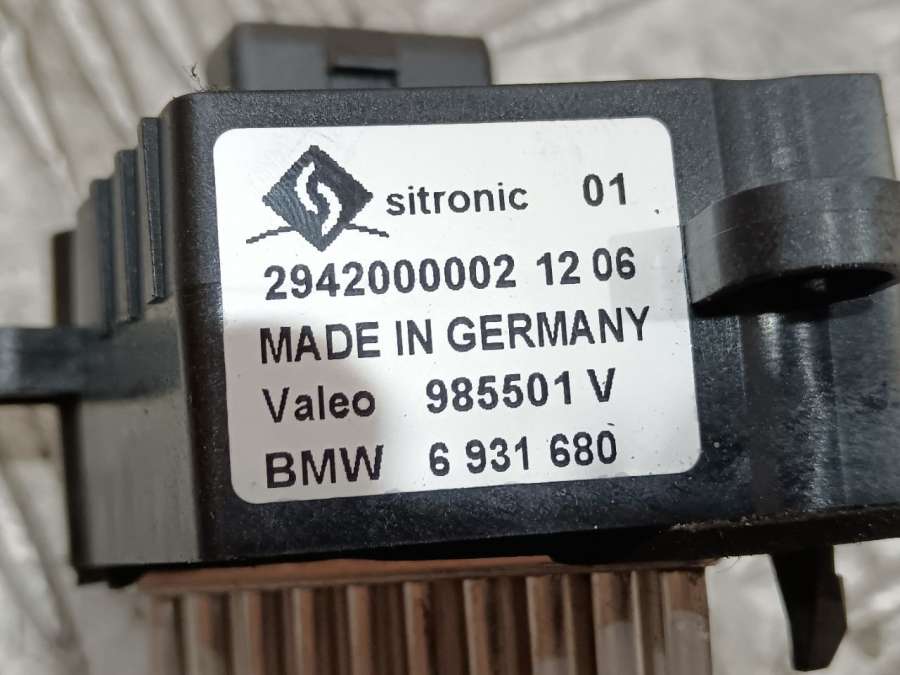 sitronic 01
2942000002 12 06
MADE IN GERMANY
Valeo 985501 V
BMW 6 931 680